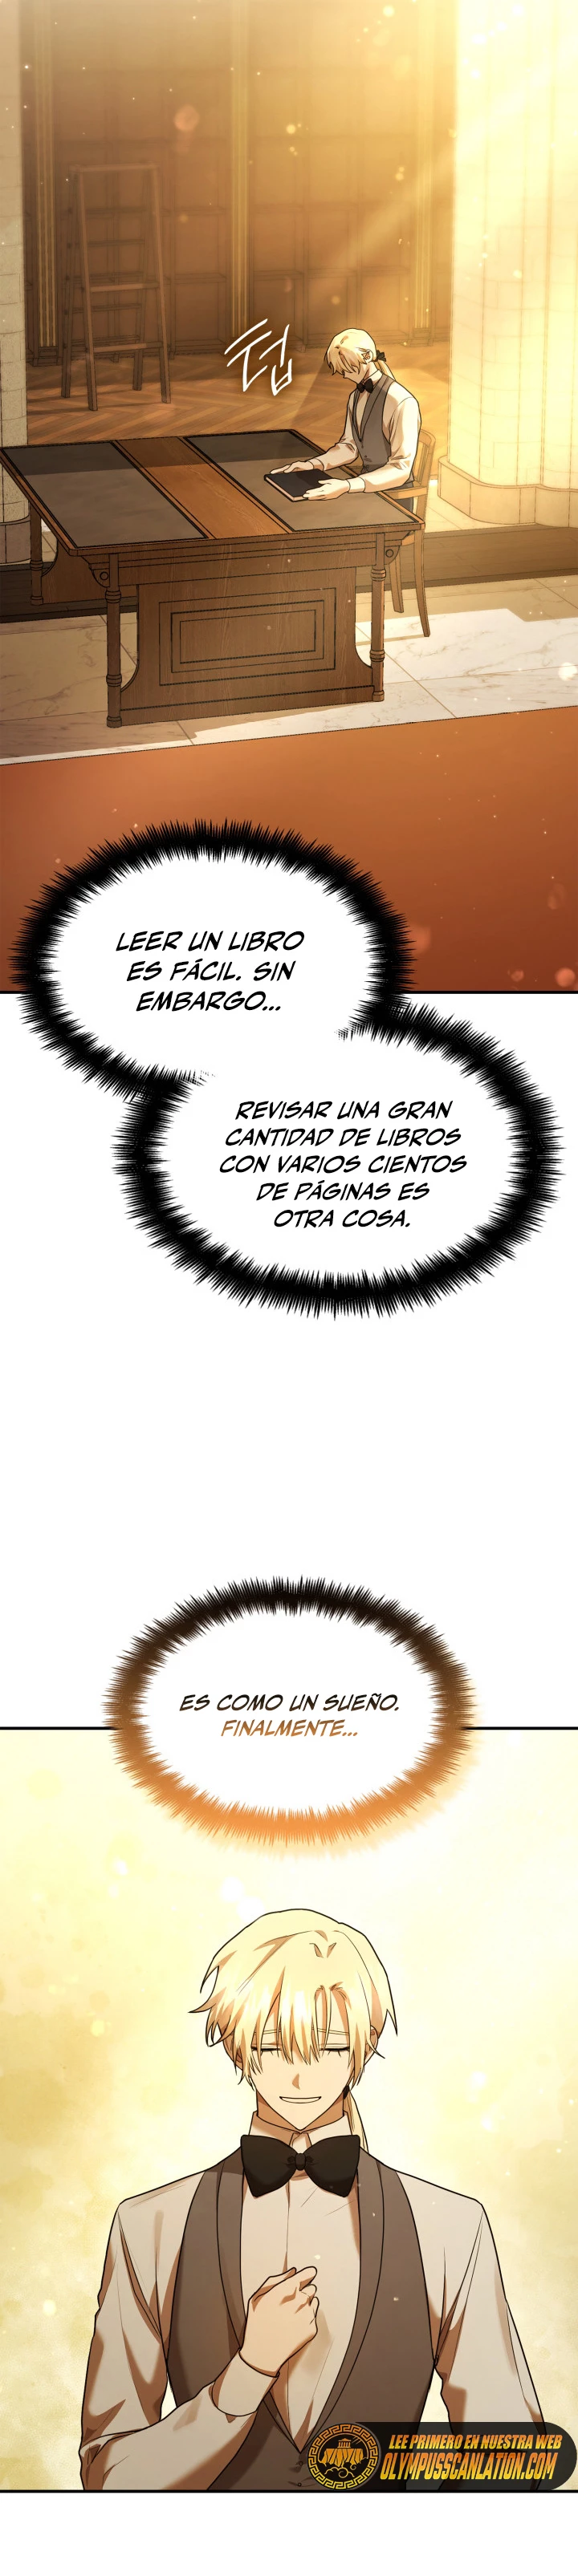 탑
LEER UN LIBRO
ES FÁCIL. SIN
EMBARGO...
REVISAR UNA GRAN
CANTIDAD DE LIBROS
CON VARIOS CIENTOS
DE PÁGINAS ES
OTRA COSA.
ES COMO UN SUEÑO.
FINALMENTE...
LEE PRIMERO EN NUESTRA WEB
OLYMPUSSCANLATION.COM